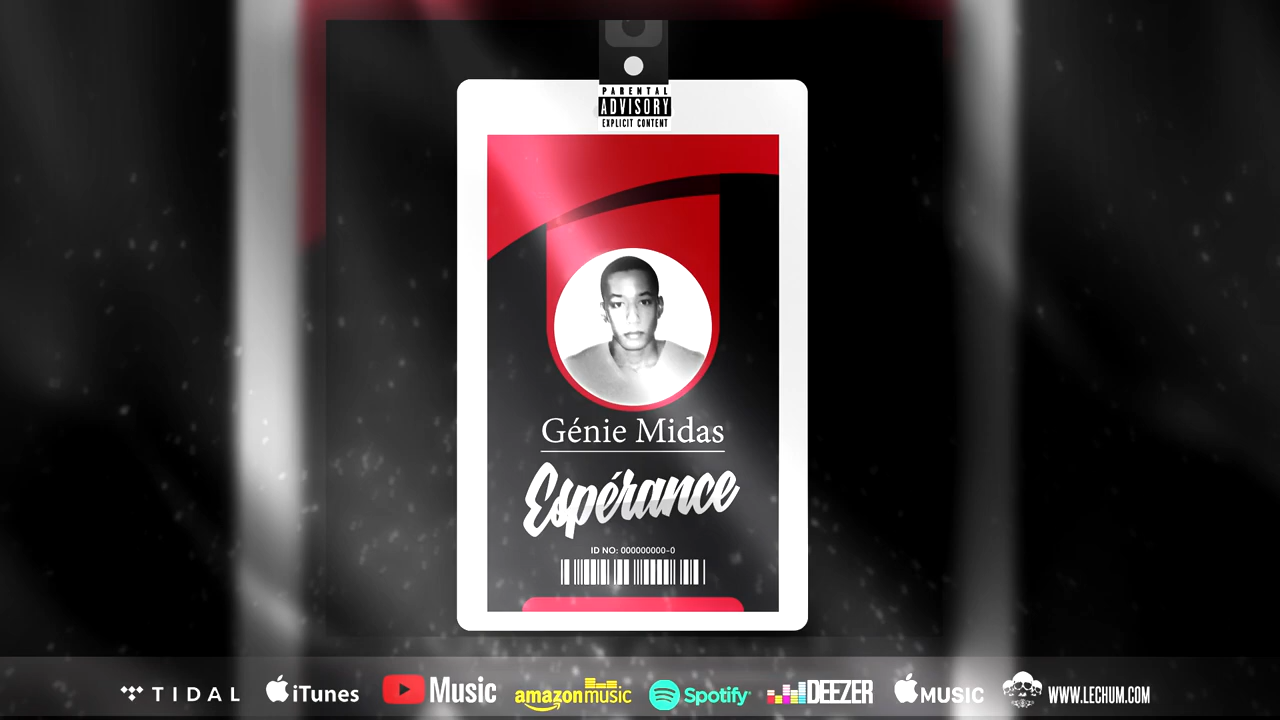 PARENTAL
ADVISORY
EXPLICIT CONTENT
Génie Midas
Espérance
ID NO: 000000000-0
TIDAL
iTunes
Music
amazonmusic
Spotify
DEEZER
MUSIC
WWW.LECHUM.COM